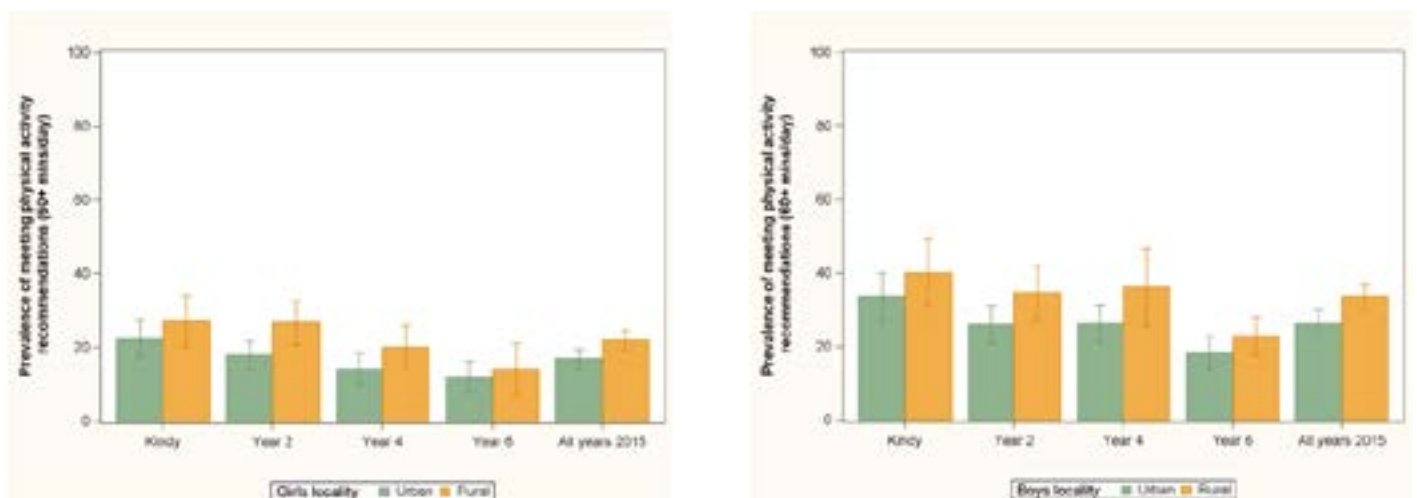 Prevalence of meeting physical activity
recommendations (60+ mins/day)
100
80
60
40
20
0
Kindy Year 2 Year 4 Year 6 All years 2015
Girls locality Urban Rural
Prevalence of meeting physical activity
recommendations (60+ mins/day)
100
80
60
40
20
0
Kindy Year 2 Year 4 Year 6 All years 2015
Boys locality Urban Rural